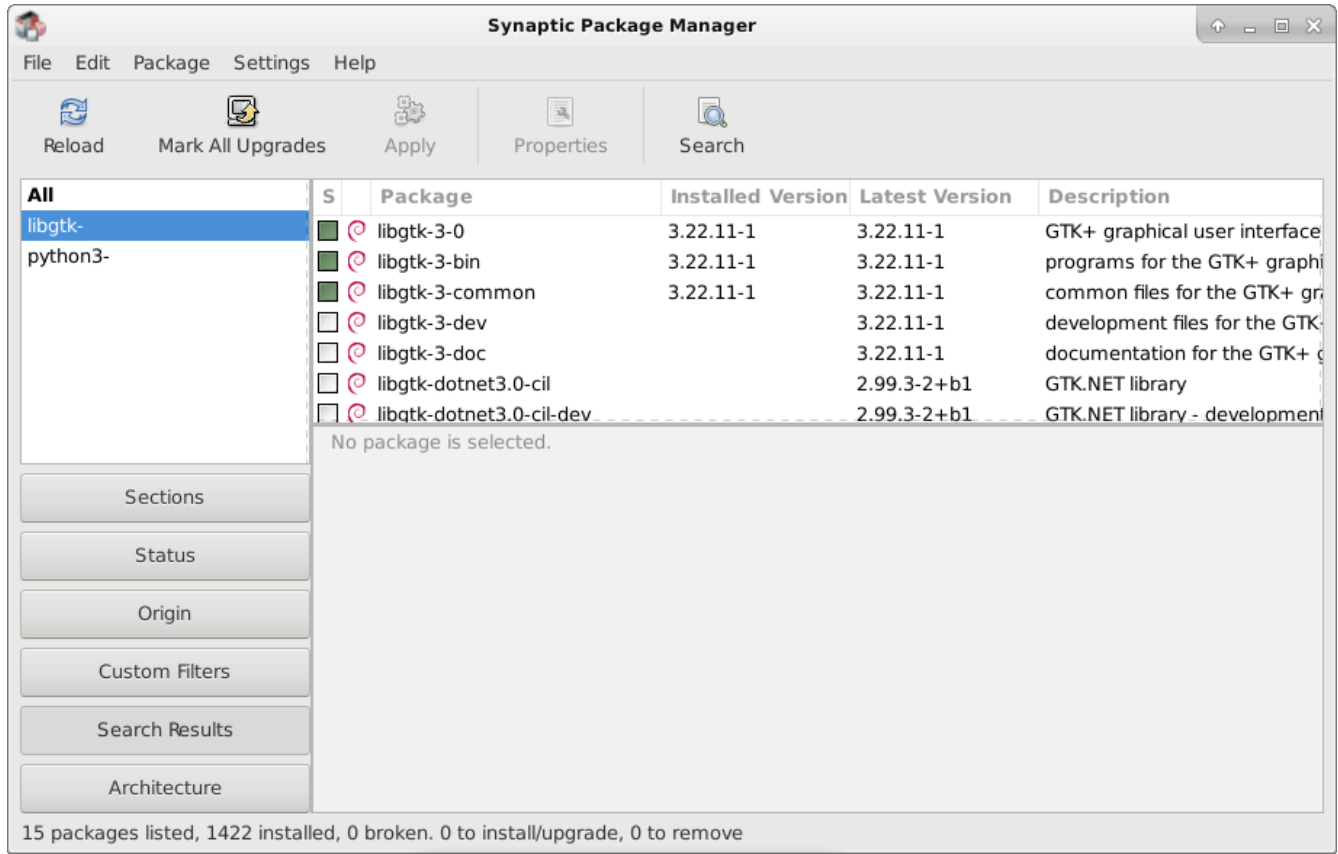 Synaptic Package Manager
File Edit Package Settings Help
Reload Mark All Upgrades Apply Properties Search
All
libgtk-
python3-
S Package Installed Version Latest Version Description
libgtk-3-0 3.22.11-1 3.22.11-1 GTK+ graphical user interface
libgtk-3-bin 3.22.11-1 3.22.11-1 programs for the GTK+ graphi
libgtk-3-common 3.22.11-1 3.22.11-1 common files for the GTK+ gra
libgtk-3-dev 3.22.11-1 development files for the GTK
libgtk-3-doc 3.22.11-1 documentation for the GTK+ g
libgtk-dotnet3.0-cil 2.99.3-2+b1 GTK.NET library
libgtk-dotnet3.0-cil-dev 2.99.3-2+b1 GTK.NET library - development
No package is selected.
Sections
Status
Origin
Custom Filters
Search Results
Architecture
15 packages listed, 1422 installed, 0 broken. 0 to install/upgrade, 0 to remove